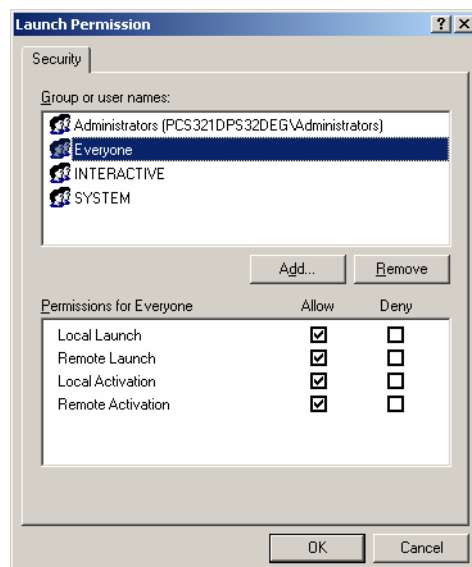 Launch Permission
Security
Group or user names:
Administrators (PCS321DPS32DEG\Administrators)
Everyone
INTERACTIVE
SYSTEM
Add... Remove
Permissions for Everyone Allow Deny
Local Launch
Remote Launch
Local Activation
Remote Activation
OK Cancel